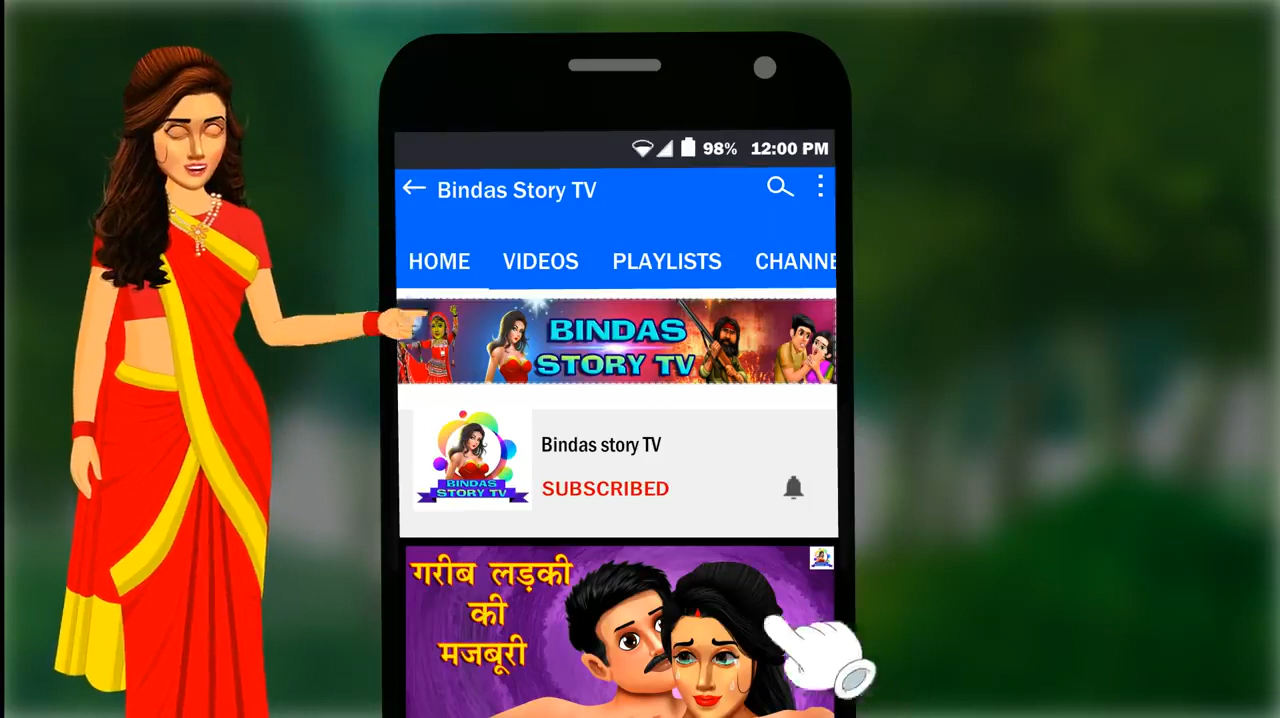 98% 12:00 PM
Bindas Story TV
HOME VIDEOS PLAYLISTS CHANNE
BINDAS
STORY TV
Bindas story TV
SUBSCRIBED
BINDAS
STORY TV
गरीब लड़की
की
मजबूरी